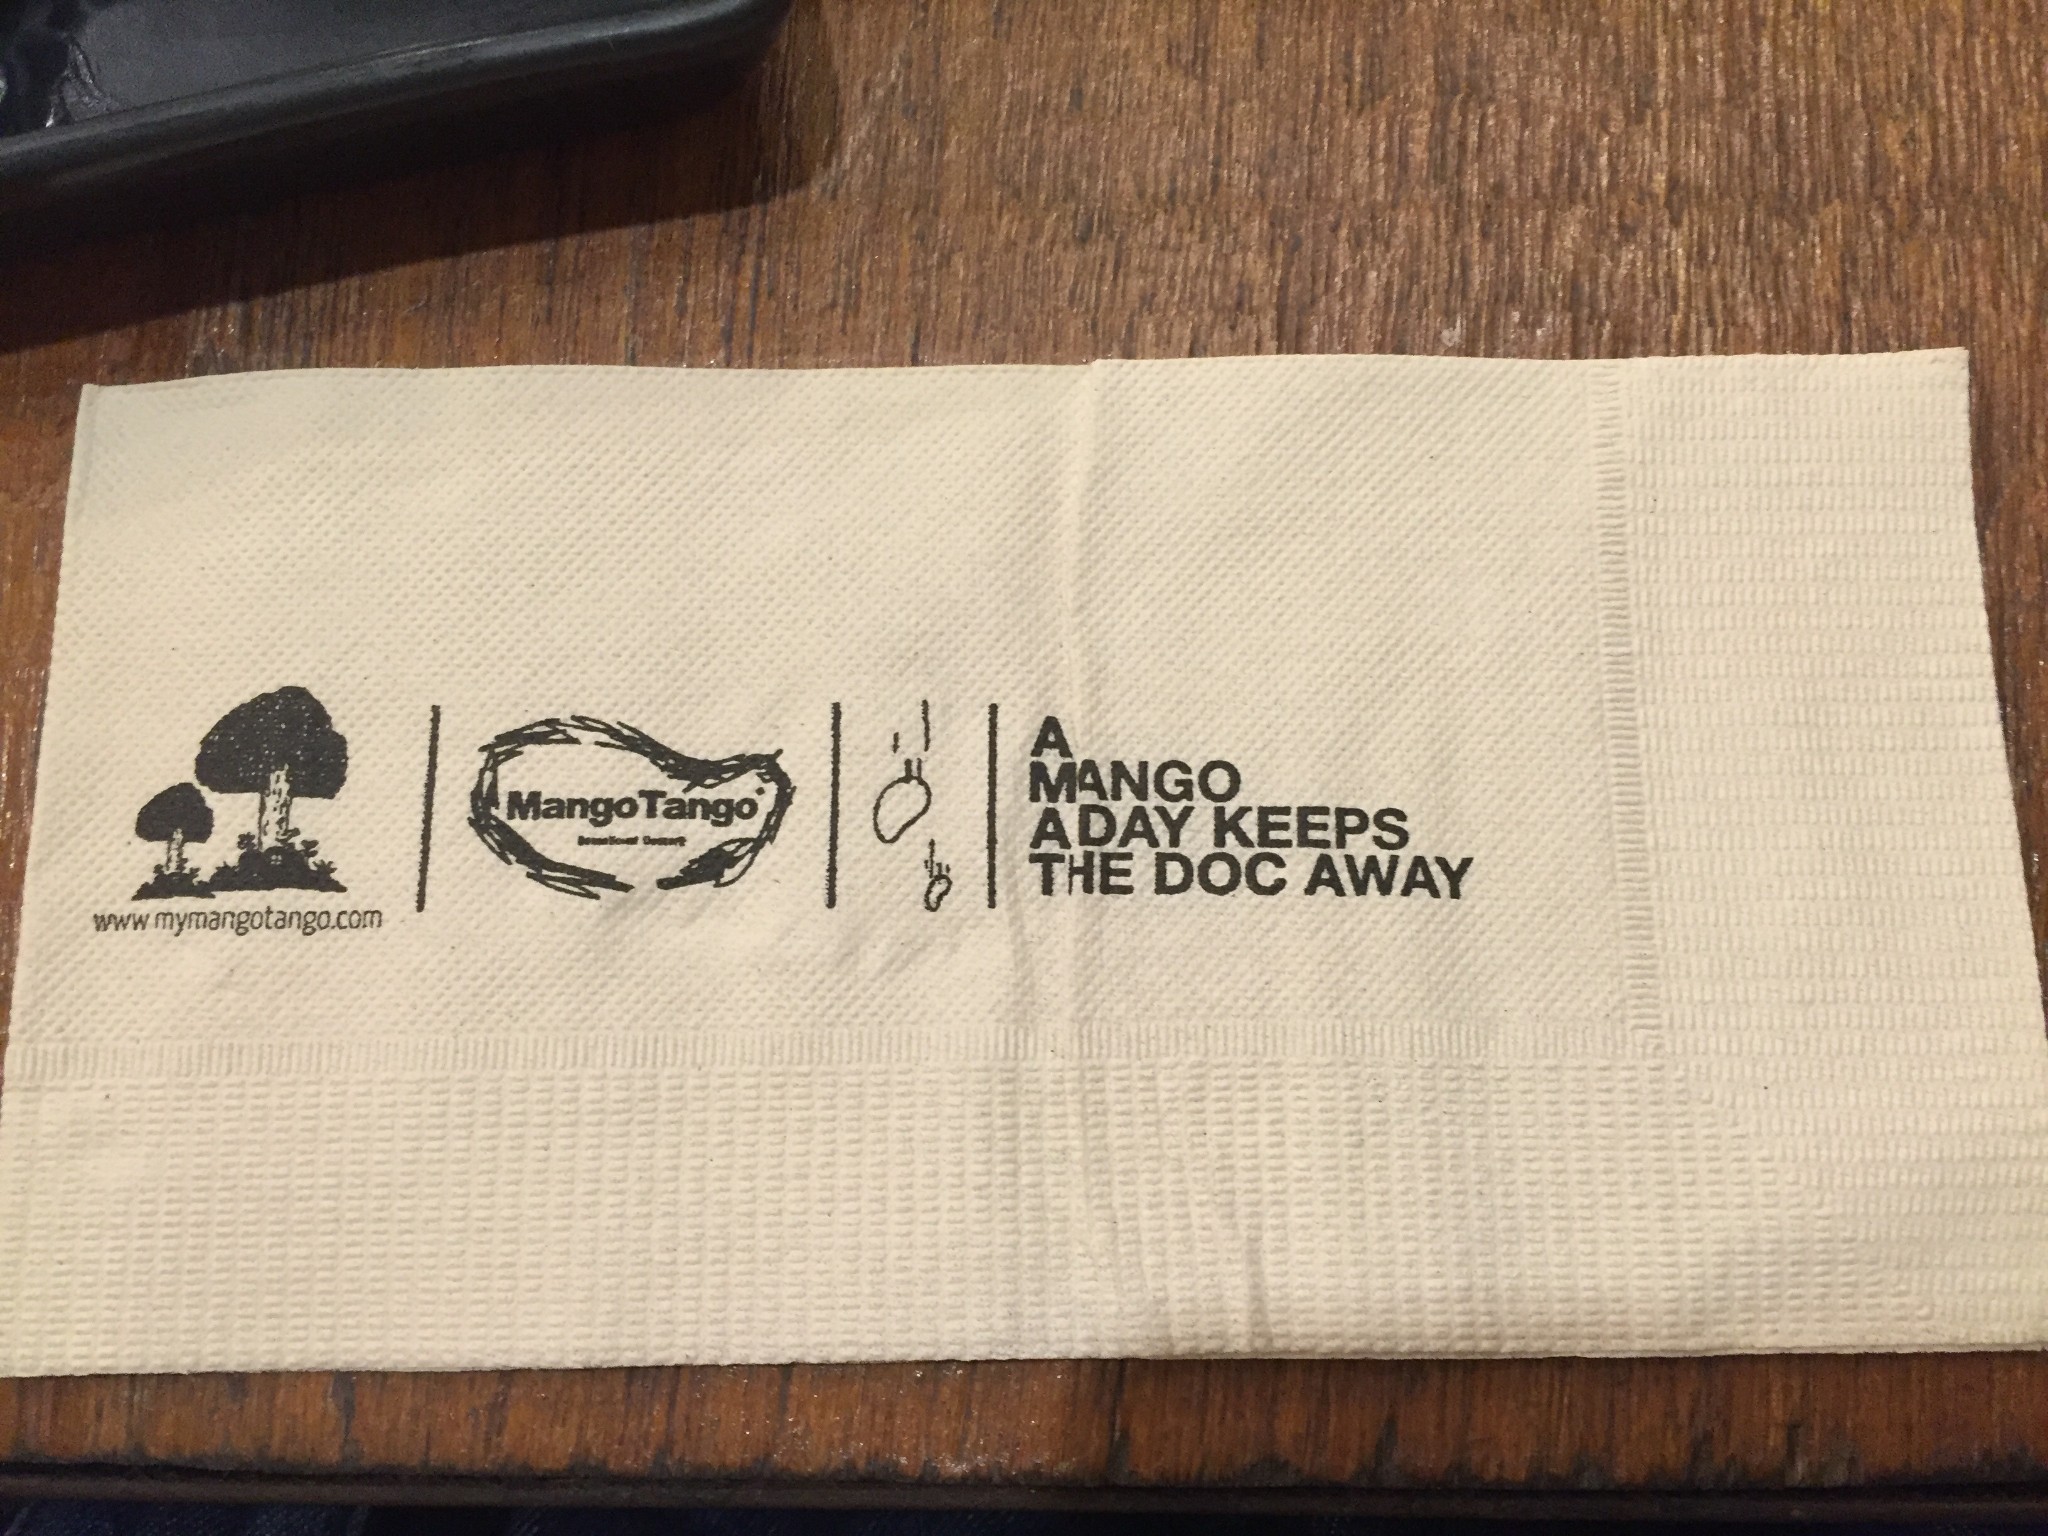 www.mymangotango.com
MangoTango
A
MANGO
A DAY KEEPS
THE DOC AWAY